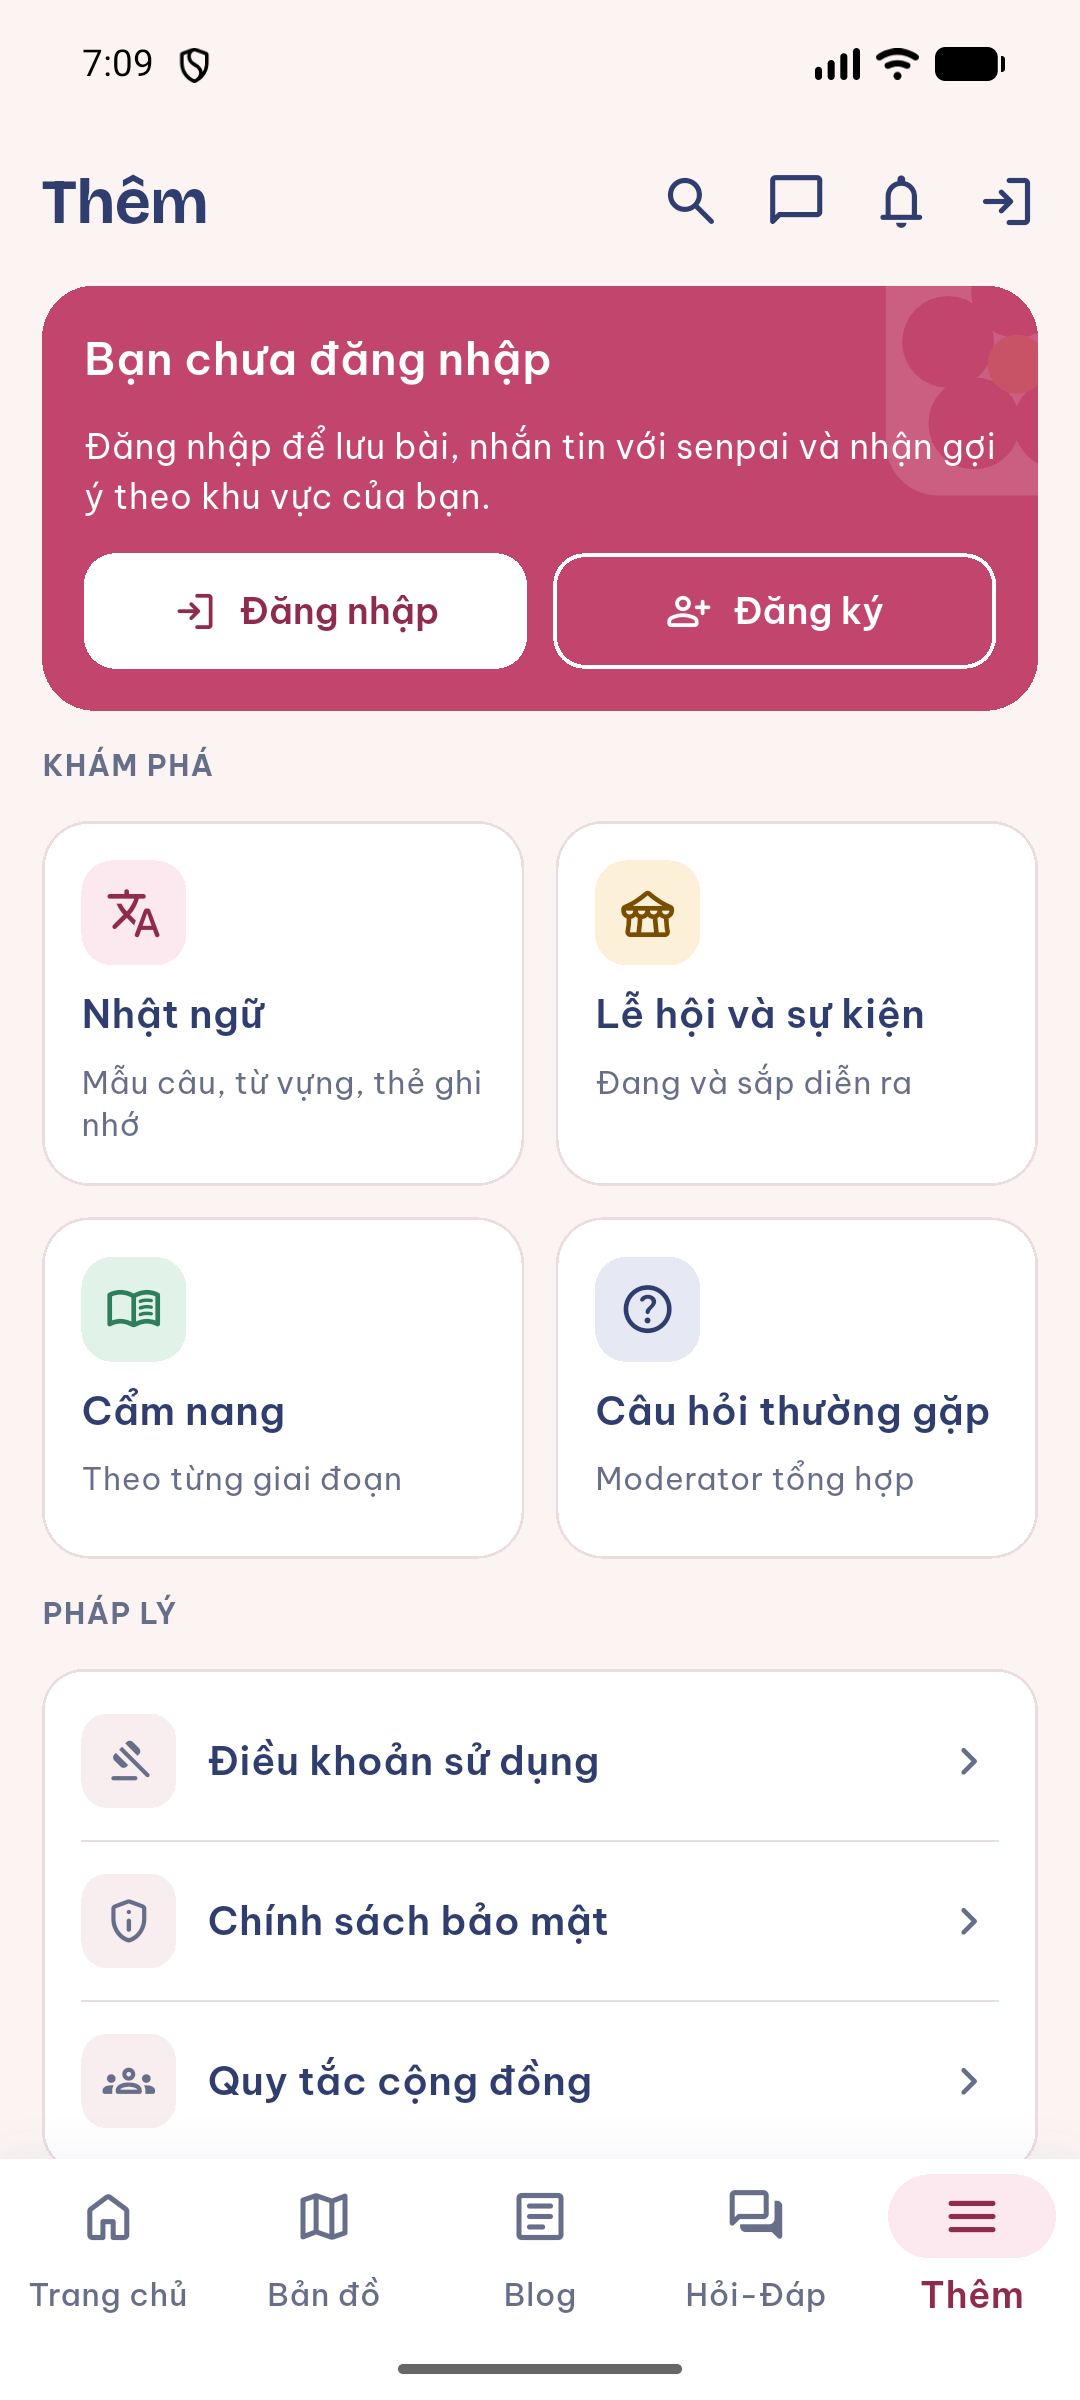 7:09
Thêm
Bạn chưa đăng nhập
Đăng nhập để lưu bài, nhắn tin với senpai và nhận gợi
ý theo khu vực của bạn.
Đăng nhập
Đăng ký
KHÁM PHÁ
Nhật ngữ
Mẫu câu, từ vựng, thẻ ghi
nhớ
Lễ hội và sự kiện
Đang và sắp diễn ra
Cẩm nang
Theo từng giai đoạn
Câu hỏi thường gặp
Moderator tổng hợp
PHÁP LÝ
Điều khoản sử dụng
Chính sách bảo mật
Quy tắc cộng đồng
Trang chủ
Bản đồ
Blog
Hỏi-Đáp
Thêm